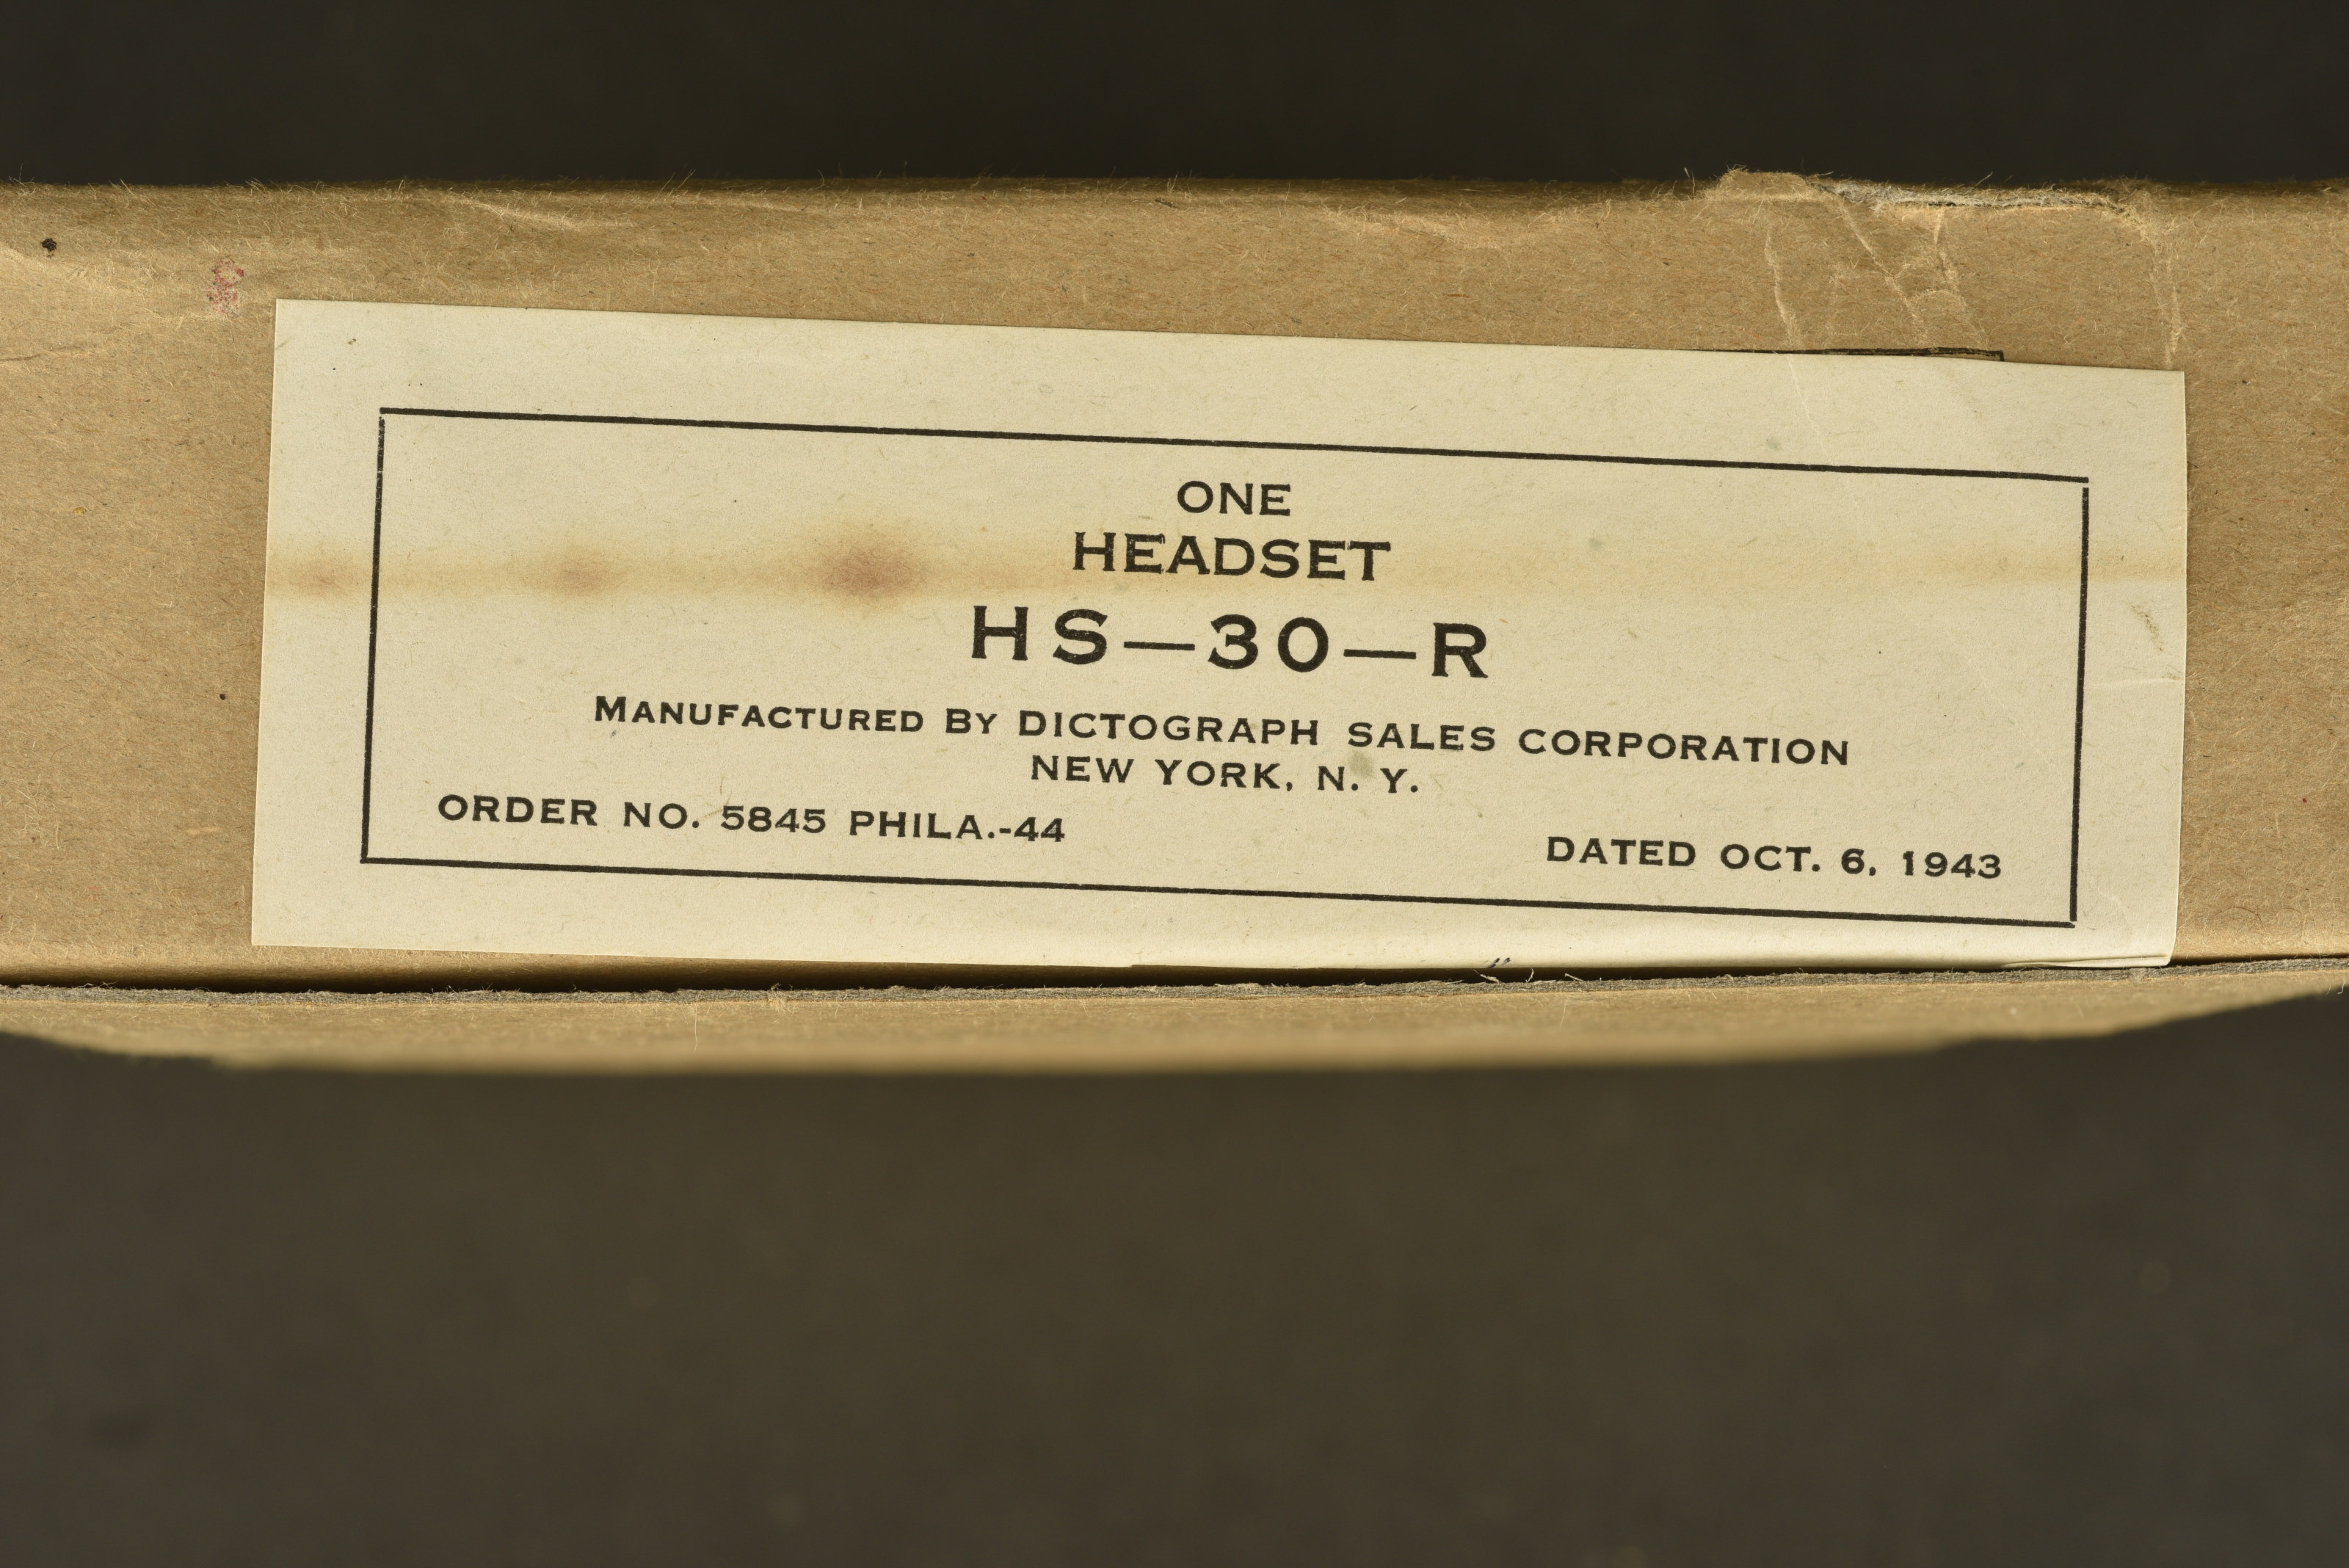 ONE
HEADSET
HS—30—R
MANUFACTURED BY DICTOGRAPH SALES CORPORATION
NEW YORK, N. Y.
ORDER NO. 5845 PHILA.-44
DATED OCT. 6, 1943